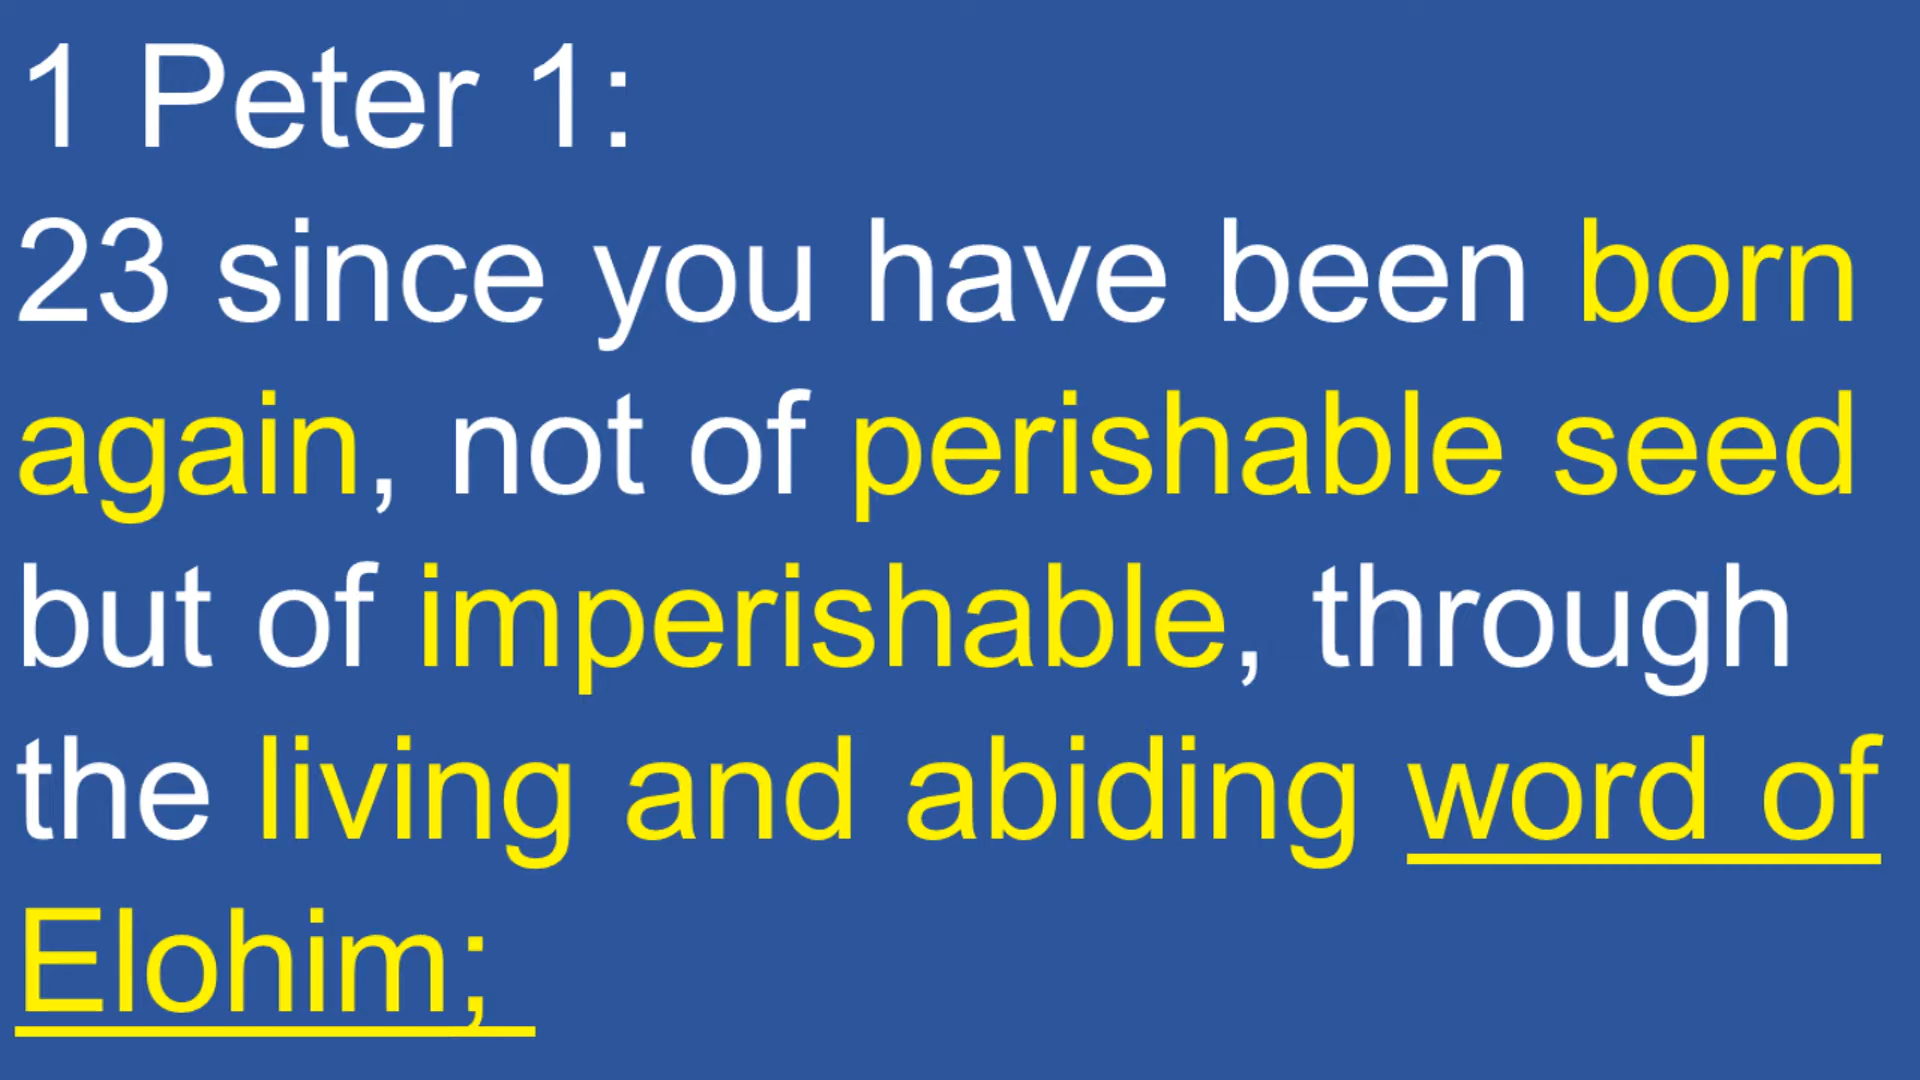 1 Peter 1:
23 since you have been born
again, not of perishable seed
but of imperishable, through
the living and abiding word of
Elohim;